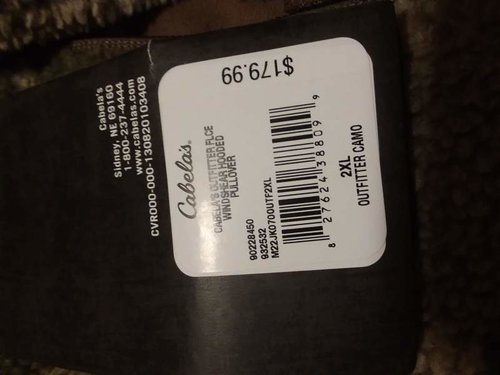 Cabela's
Sidney, NE 69160
1-800-237-4444
www.cabelas.com
CVR000-000-130820103408
$179.99
Cabela's
CABELA'S OUTFITTER FLCE
WINDSHEAR HOODED
PULLOVER
90228450
932532
M22JK070OUTF2XL
8 27624 38809 9
2XL
OUTFITTER CAMO